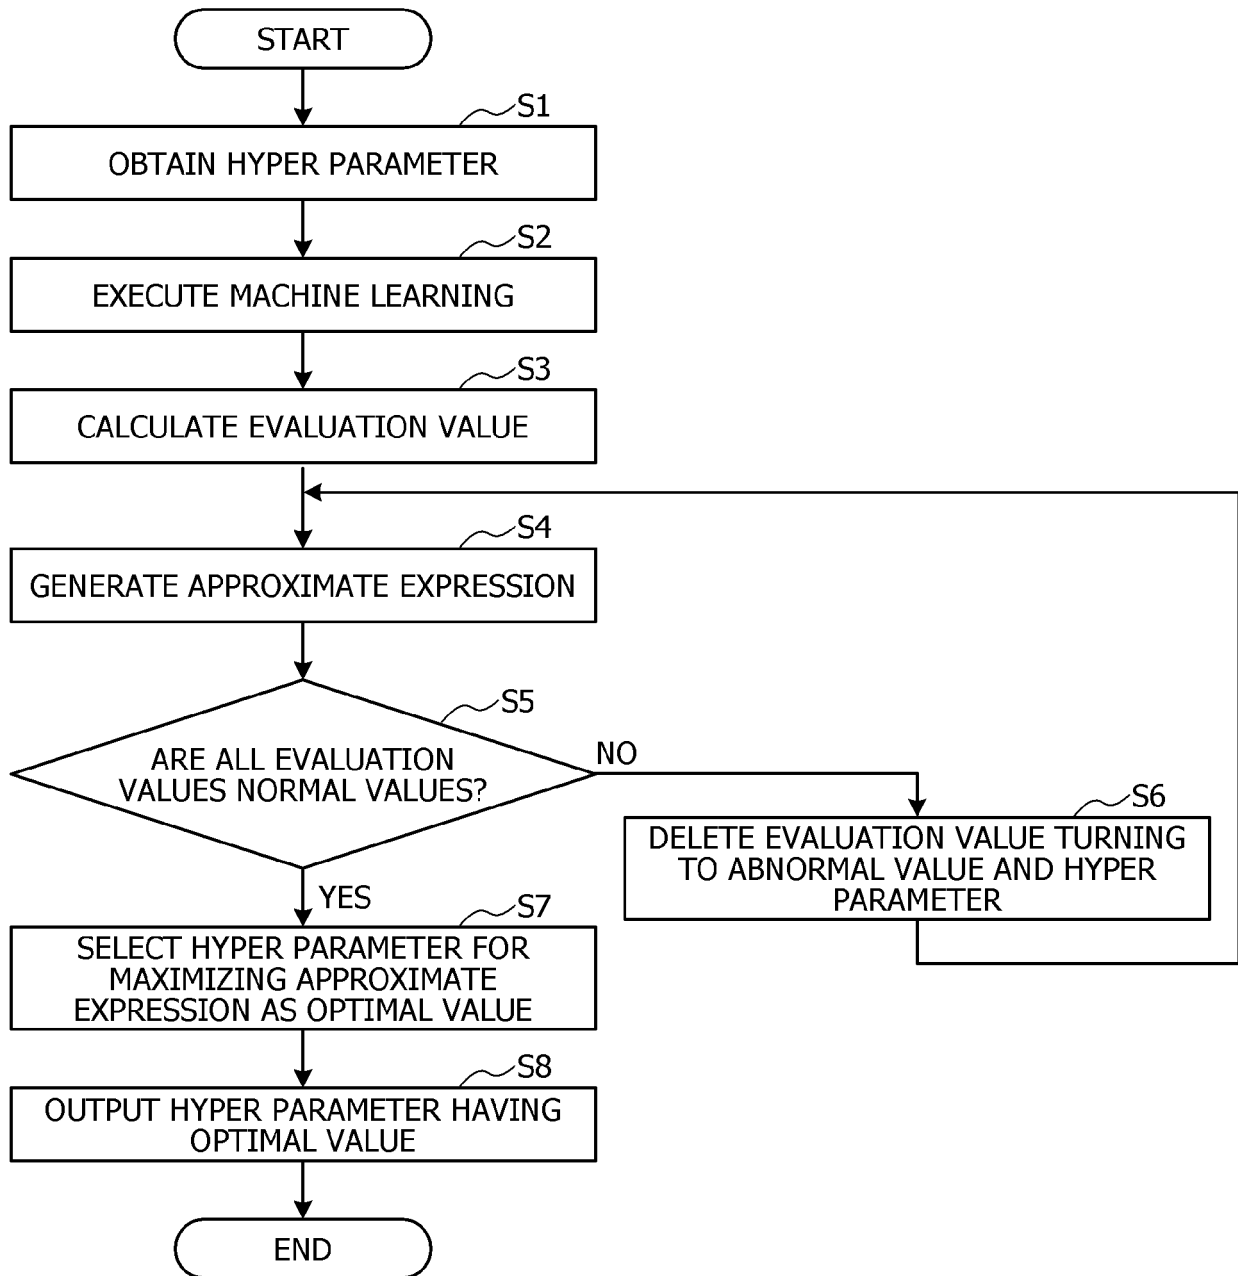 START
S1
OBTAIN HYPER PARAMETER
S2
EXECUTE MACHINE LEARNING
S3
CALCULATE EVALUATION VALUE
S4
GENERATE APPROXIMATE EXPRESSION
S5
ARE ALL EVALUATION
VALUES NORMAL VALUES?
NO
S6
DELETE EVALUATION VALUE TURNING
TO ABNORMAL VALUE AND HYPER
PARAMETER
YES
S7
SELECT HYPER PARAMETER FOR
MAXIMIZING APPROXIMATE
EXPRESSION AS OPTIMAL VALUE
S8
OUTPUT HYPER PARAMETER HAVING
OPTIMAL VALUE
END